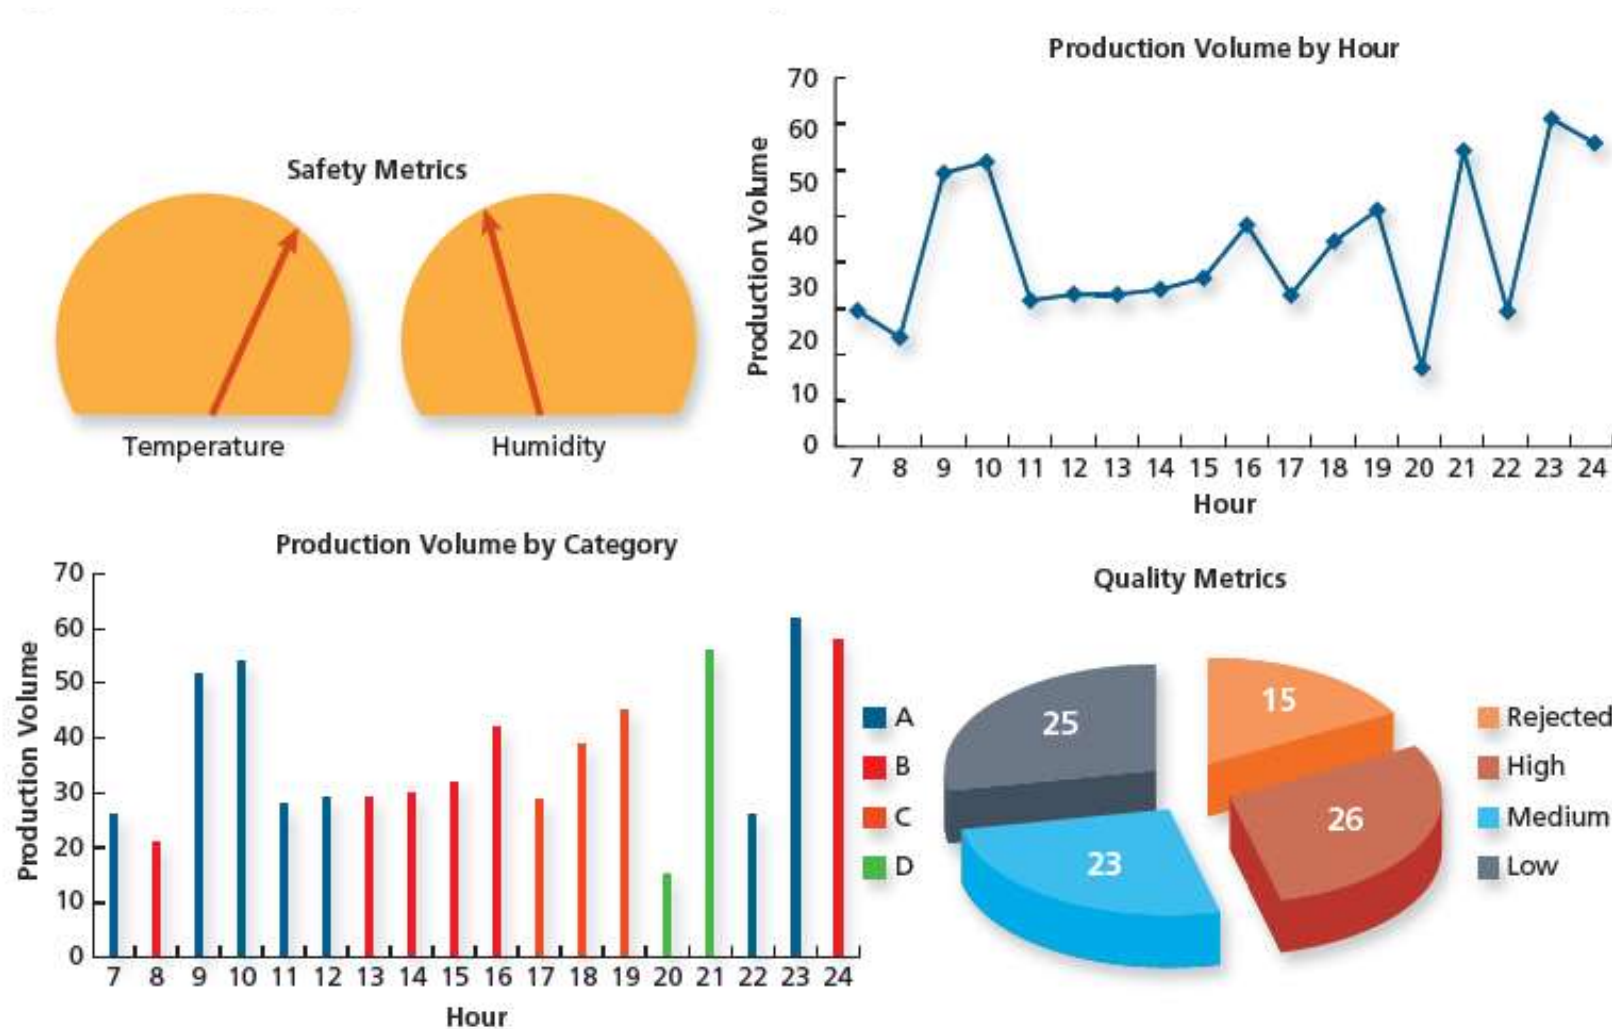 Safety Metrics
Temperature
Humidity
Production Volume by Hour
Production Volume
70
60
50
40
30
20
10
0
7 8 9 10 11 12 13 14 15 16 17 18 19 20 21 22 23 24
Hour
Production Volume by Category
Production Volume
70
60
50
40
30
20
10
0
7 8 9 10 11 12 13 14 15 16 17 18 19 20 21 22 23 24
Hour
A
B
C
D
Quality Metrics
25
15
26
23
Rejected
High
Medium
Low